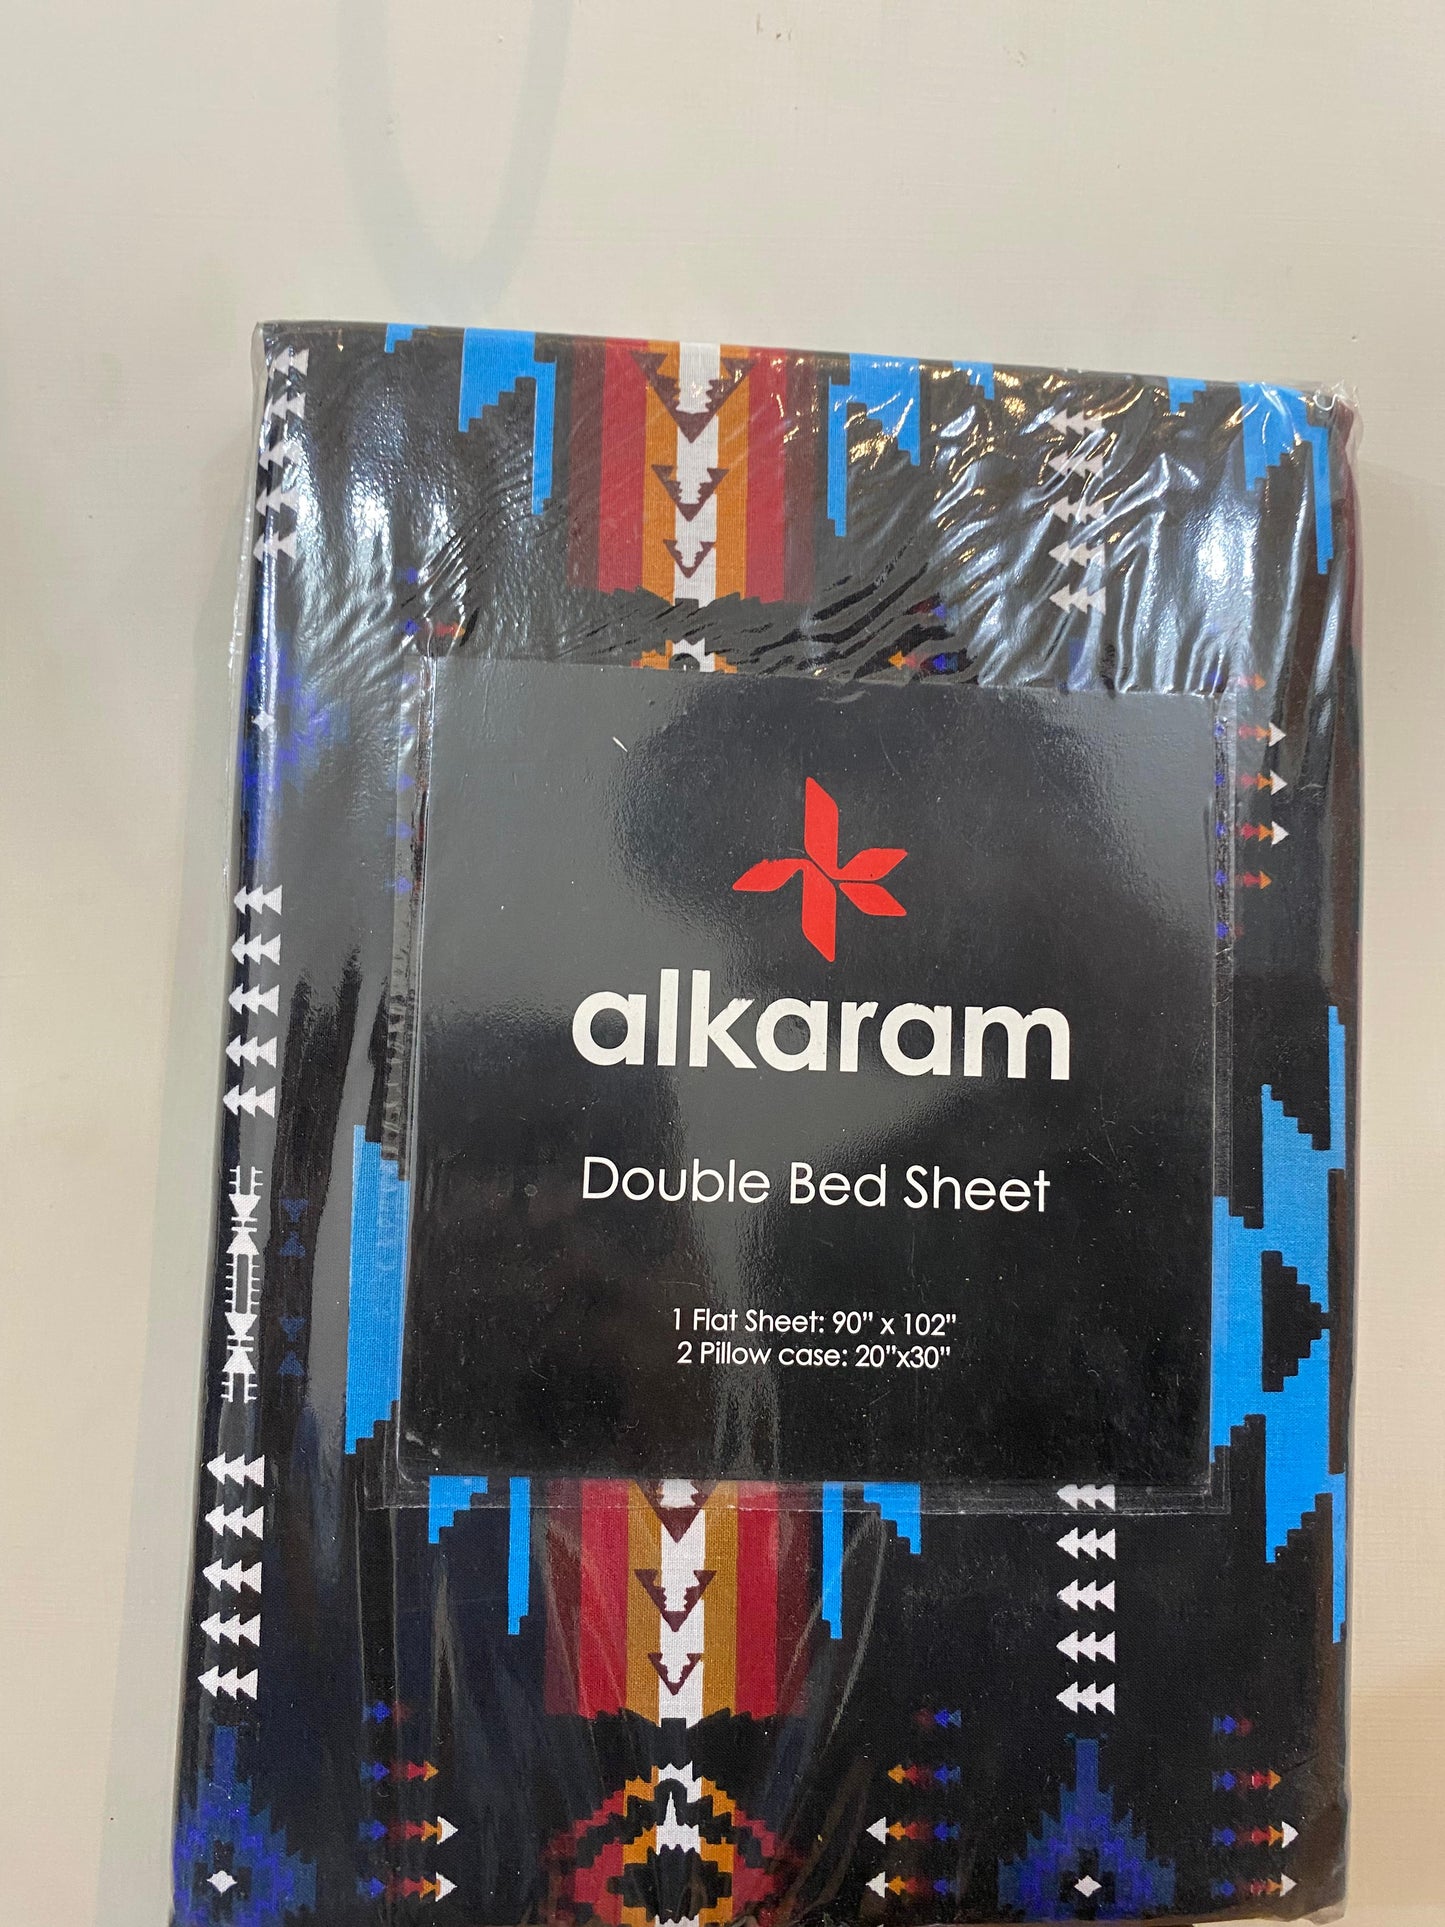 alkaram
Double Bed Sheet
1 Flat Sheet: 90" x 102"
2 Pillow case: 20"x30"